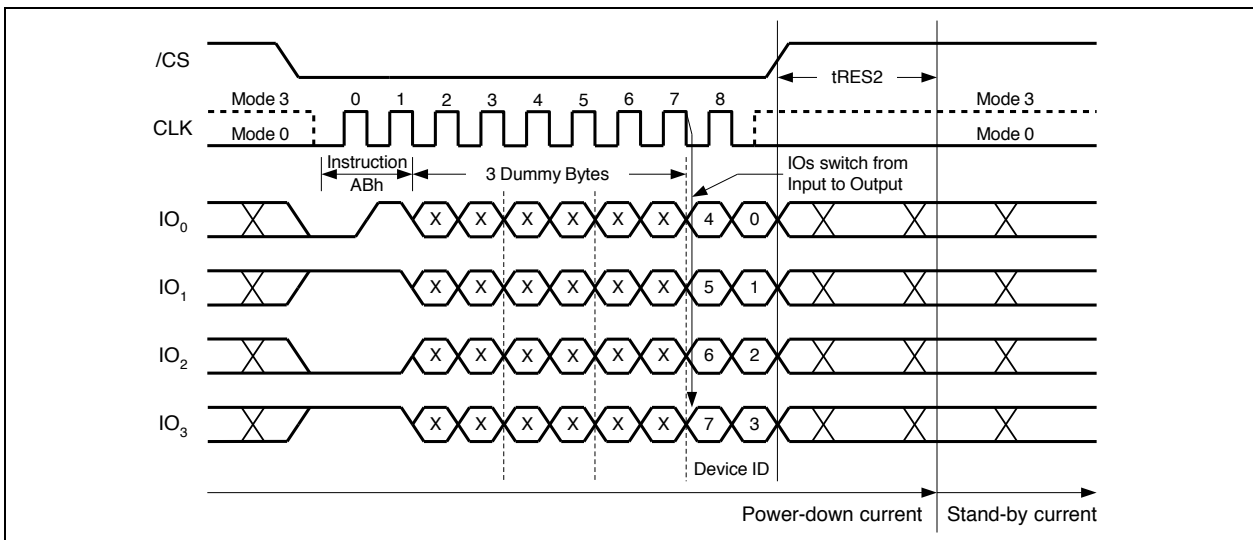 /CS
tRES2
Mode 3
0 1 2 3 4 5 6 7 8
Mode 3
CLK
Mode 0
Mode 0
Instruction
ABh
3 Dummy Bytes
IOs switch from
Input to Output
IO0 X X X X X X 4 0
IO1 X X X X X X 5 1
IO2 X X X X X X 6 2
IO3 X X X X X X 7 3
Device ID
Power-down current
Stand-by current